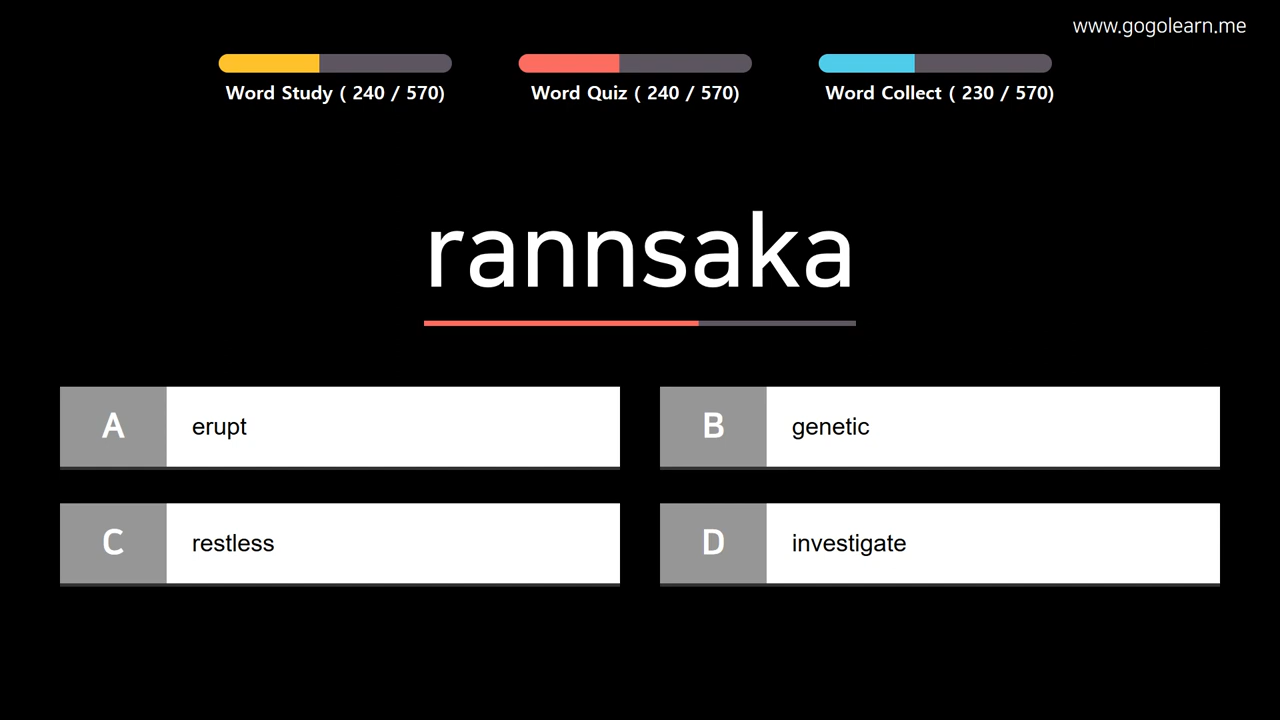 www.gogolearn.me
Word Study ( 240 / 570)
Word Quiz ( 240 / 570)
Word Collect ( 230 / 570)
rannsaka
A erupt
B genetic
C restless
D investigate